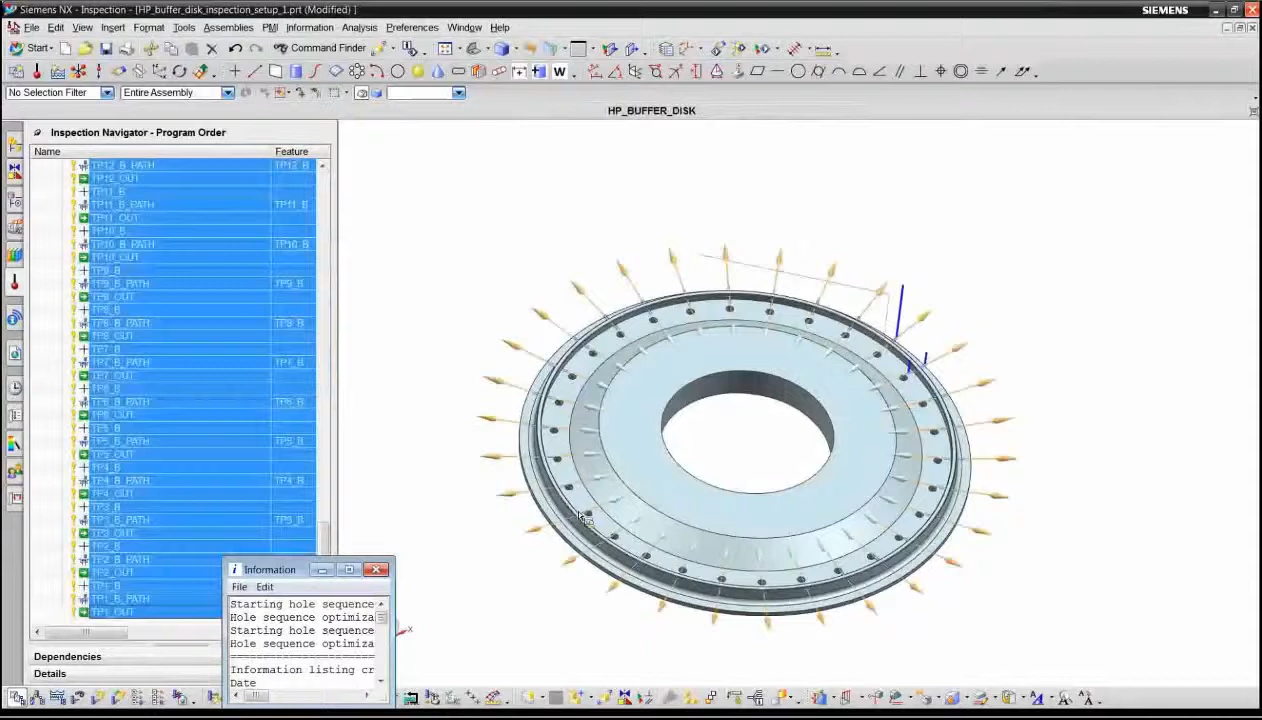 Siemens NX - Inspection - [HP_buffer_disk_inspection_setup_1.prt (Modified) ]
SIEMENS
File Edit View Insert Format Tools Assemblies PMI Information Analysis Preferences Window Help
Start
Command Finder
W
No Selection Filter
Entire Assembly
HP_BUFFER_DISK
Inspection Navigator - Program Order
Name Feature
TP12_B_PATH TP12_B
TP12_OUT
TP11_B
TP11_B_PATH TP11_B
TP11_OUT
TP10_B
TP10_B_PATH TP10_B
TP10_OUT
TP9_B
TP9_B_PATH TP9_B
TP9_OUT
TP8_B
TP8_B_PATH TP8_B
TP8_OUT
TP7_B
TP7_B_PATH TP7_B
TP7_OUT
TP6_B
TP6_B_PATH TP6_B
TP6_OUT
TP5_B
TP5_B_PATH TP5_B
TP5_OUT
TP4_B
TP4_B_PATH TP4_B
TP4_OUT
TP3_B
TP3_B_PATH TP3_B
TP3_OUT
TP2_B
TP2_B_PATH
TP2_OUT
TP1_B
TP1_B_PATH
TP1_OUT
Information
File Edit
Starting hole sequence
Hole sequence optimiza
Starting hole sequence
Hole sequence optimiza
======================
Information listing cr
Date
X
Dependencies
Details